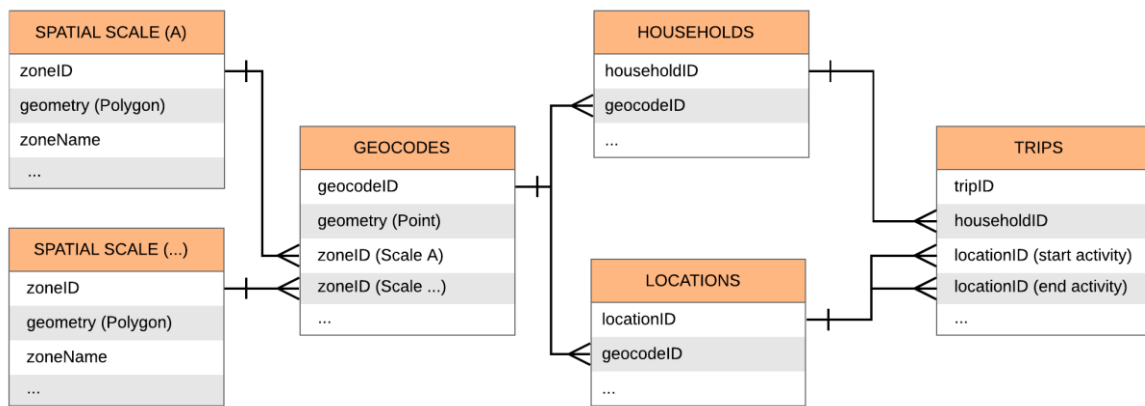 SPATIAL SCALE (A)
zoneID
geometry (Polygon)
zoneName
...
SPATIAL SCALE (...)
zoneID
geometry (Polygon)
zoneName
...
GEOCODES
geocodeID
geometry (Point)
zoneID (Scale A)
zoneID (Scale ...)
...
HOUSEHOLDS
householdID
geocodeID
...
LOCATIONS
locationID
geocodeID
...
TRIPS
tripID
householdID
locationID (start activity)
locationID (end activity)
...